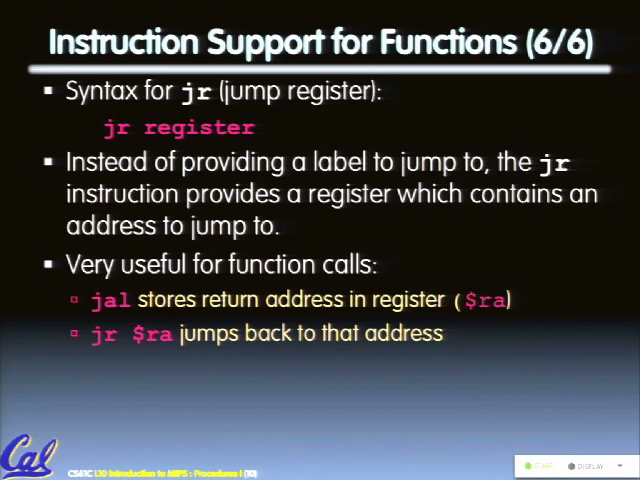 Instruction Support for Functions (6/6)
Syntax for jr (jump register):
jr register
Instead of providing a label to jump to, the jr
instruction provides a register which contains an
address to jump to.
Very useful for function calls:
jal stores return address in register ($ra)
jr $ra jumps back to that address
Cal
CS61C L10 Introduction to MIPS : Procedures I (10)
START DISPLAY